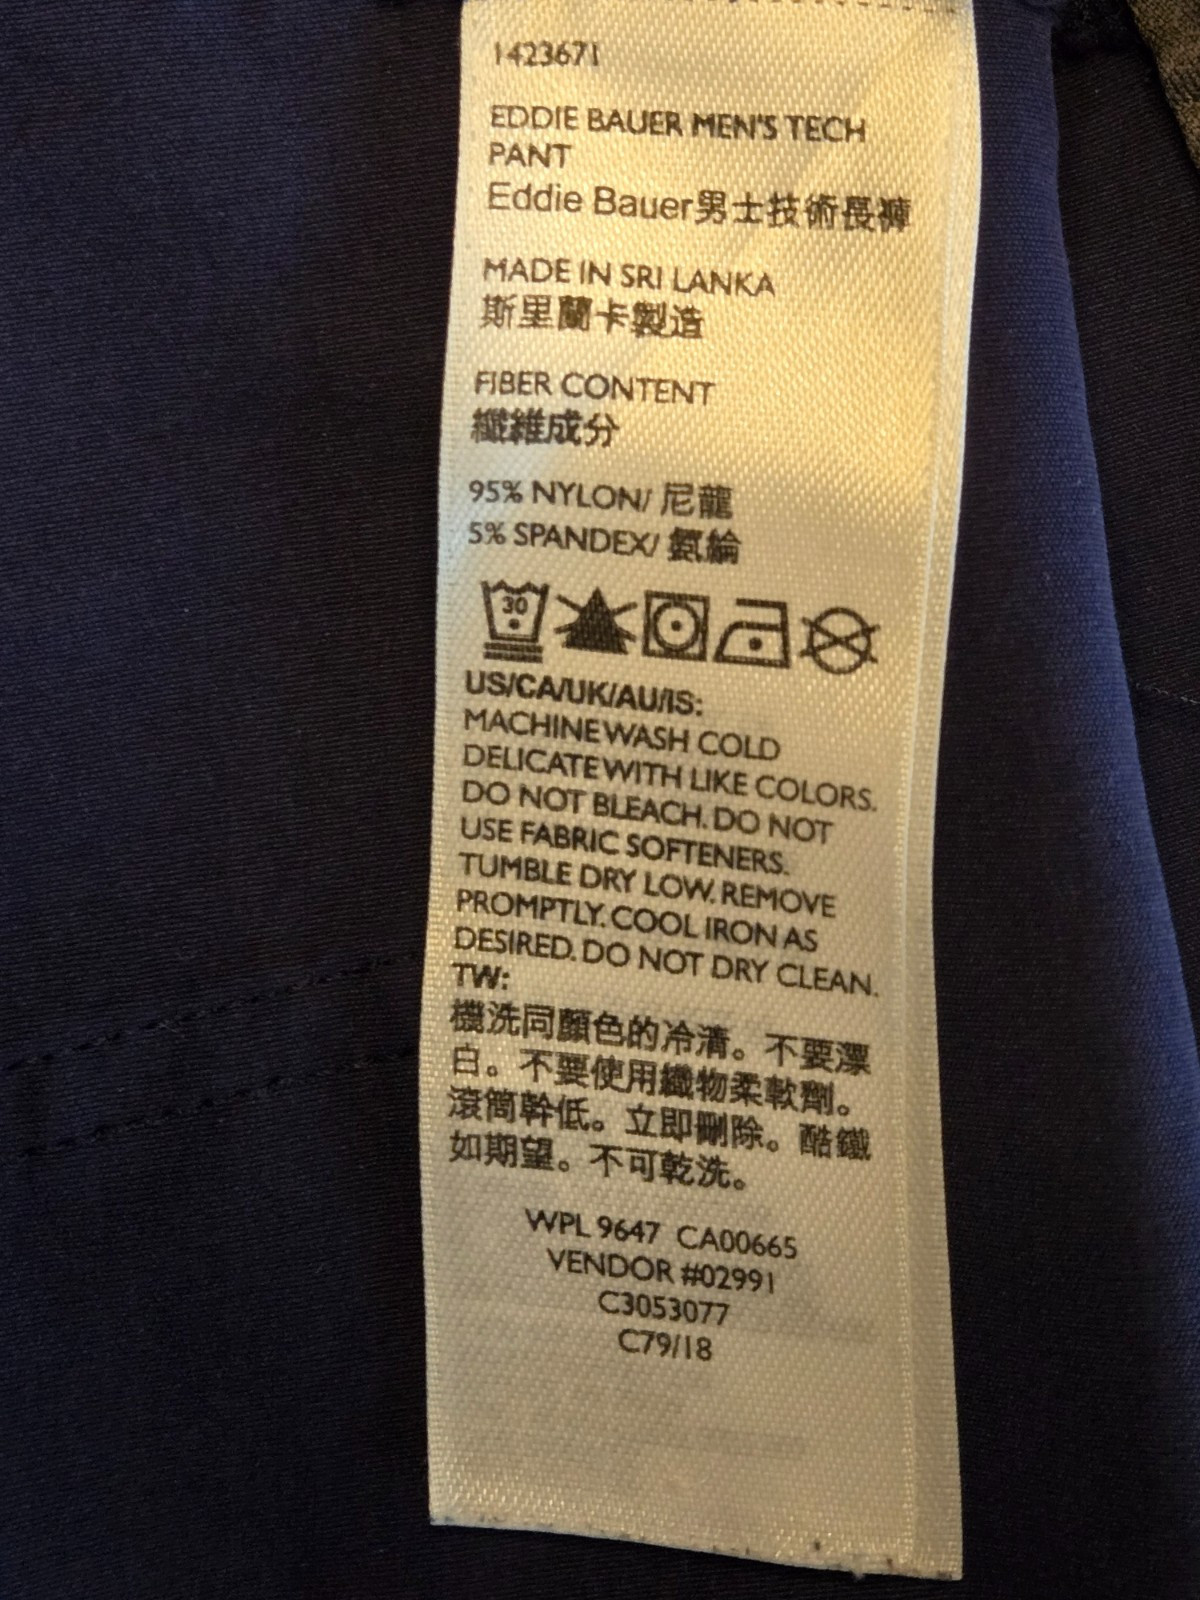 1423671
EDDIE BAUER MEN'S TECH
PANT
Eddie Bauer男士技術長褲
MADE IN SRI LANKA
斯里蘭卡製造
FIBER CONTENT
纖維成分
95% NYLON/ 尼龍
5% SPANDEX/ 氨綸
30
US/CA/UK/AU/IS:
MACHINE WASH COLD
DELICATE WITH LIKE COLORS.
DO NOT BLEACH. DO NOT
USE FABRIC SOFTENERS.
TUMBLE DRY LOW. REMOVE
PROMPTLY. COOL IRON AS
DESIRED. DO NOT DRY CLEAN.
TW:
機洗同顏色的冷清。不要漂
白。不要使用織物柔軟劑。
滾筒幹低。立即刪除。酷鐵
如期望。不可乾洗。
WPL 9647 CA00665
VENDOR #02991
C3053077
C79/18